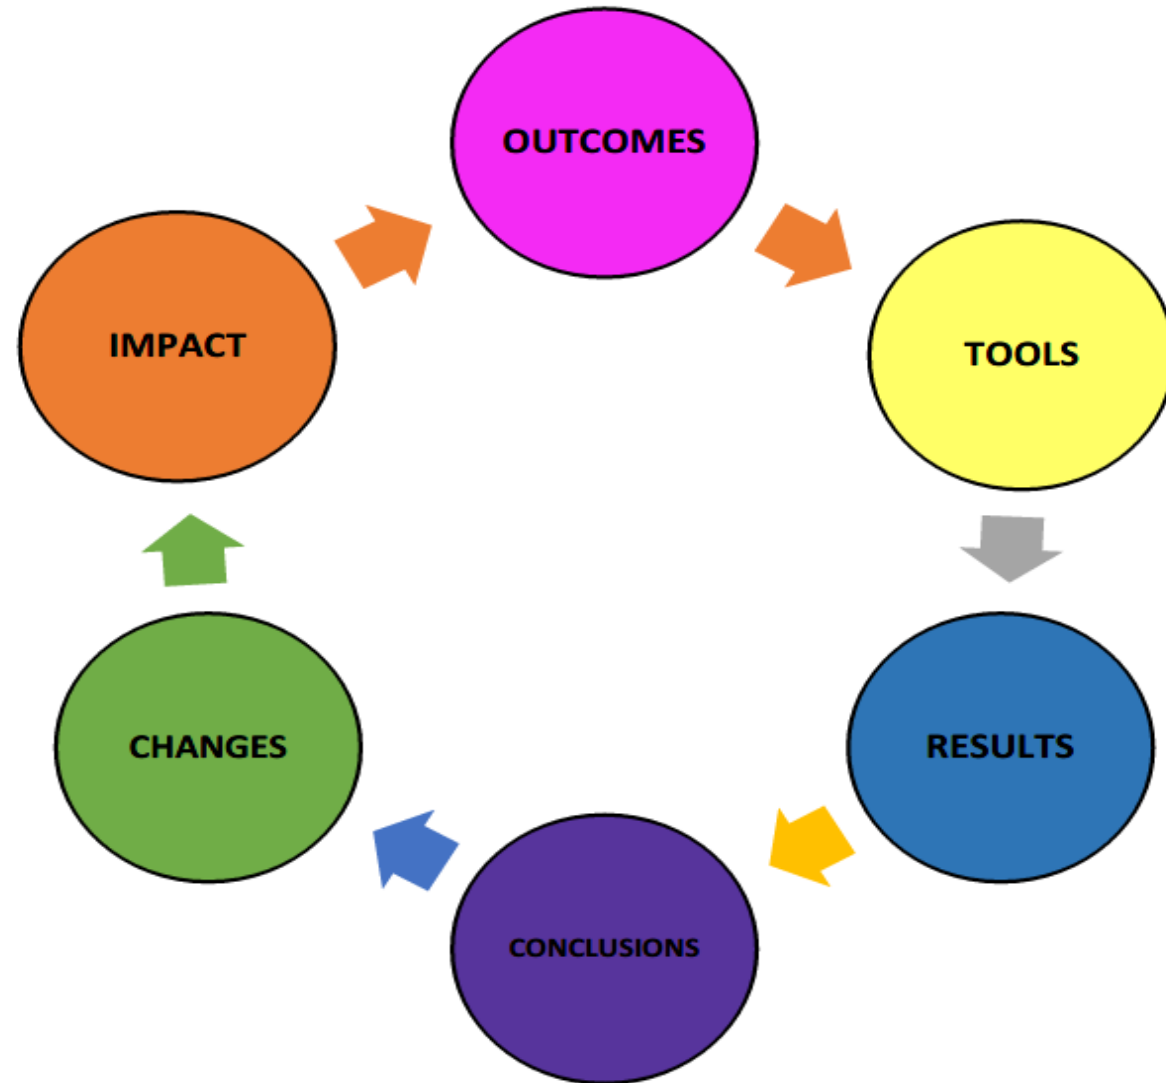 OUTCOMES
TOOLS
RESULTS
CONCLUSIONS
CHANGES
IMPACT